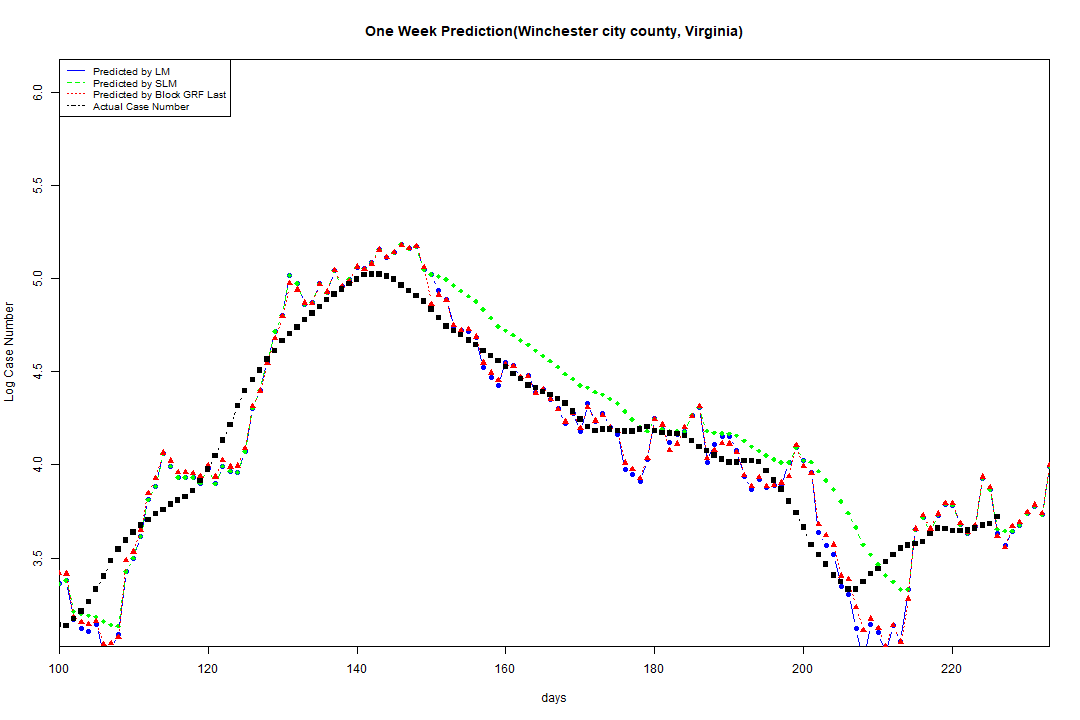 One Week Prediction(Winchester city county, Virginia)
Predicted by LM
Predicted by SLM
Predicted by Block GRF Last
Actual Case Number
6.0
5.5
5.0
4.5
4.0
3.5
Log Case Number
100 120 140 160 180 200 220
days